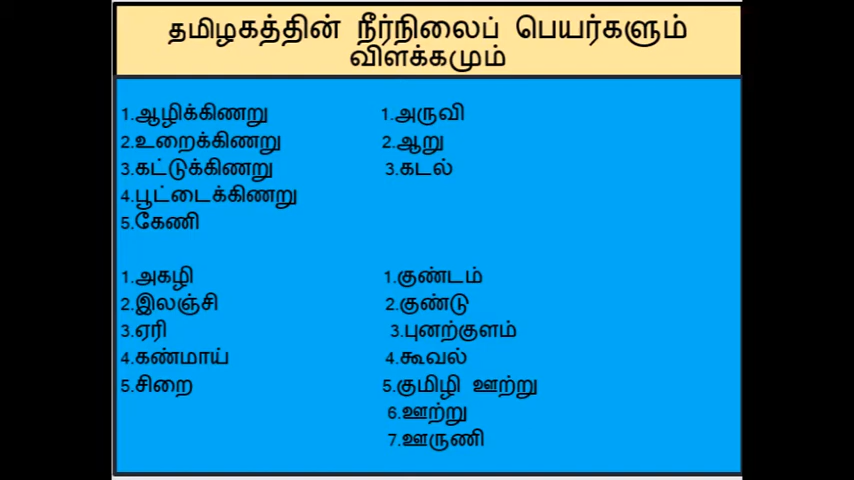 தமிழகத்தின் நீர்நிலைப் பெயர்களும்
விளக்கமும்
1.ஆழிக்கிணறு
2.உறைக்கிணறு
3.கட்டுக்கிணறு
4.பூட்டைக்கிணறு
5.கேணி
1.அருவி
2.ஆறு
3.கடல்
1.அகழி
2.இலஞ்சி
3.ஏரி
4.கண்மாய்
5.சிறை
1.குண்டம்
2.குண்டு
3.புனற்குளம்
4.கூவல்
5.குமிழி ஊற்று
6.ஊற்று
7.ஊருணி